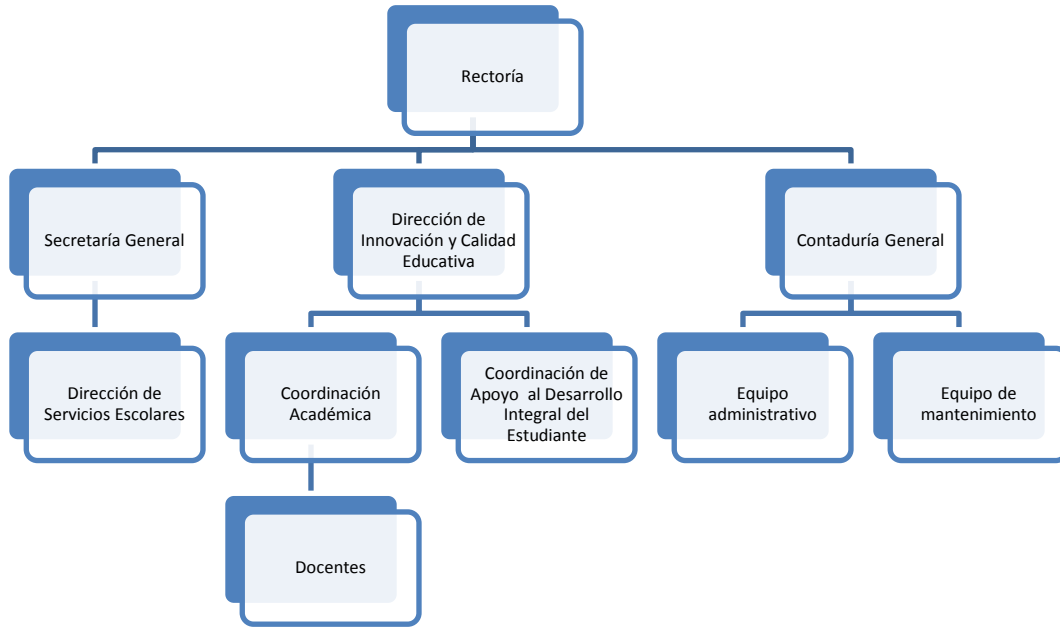 Rectoría
Secretaría General
Dirección de
Innovación y Calidad
Educativa
Contaduría General
Dirección de
Servicios Escolares
Coordinación
Académica
Coordinación de
Apoyo al Desarrollo
Integral del
Estudiante
Equipo
administrativo
Equipo de
mantenimiento
Docentes